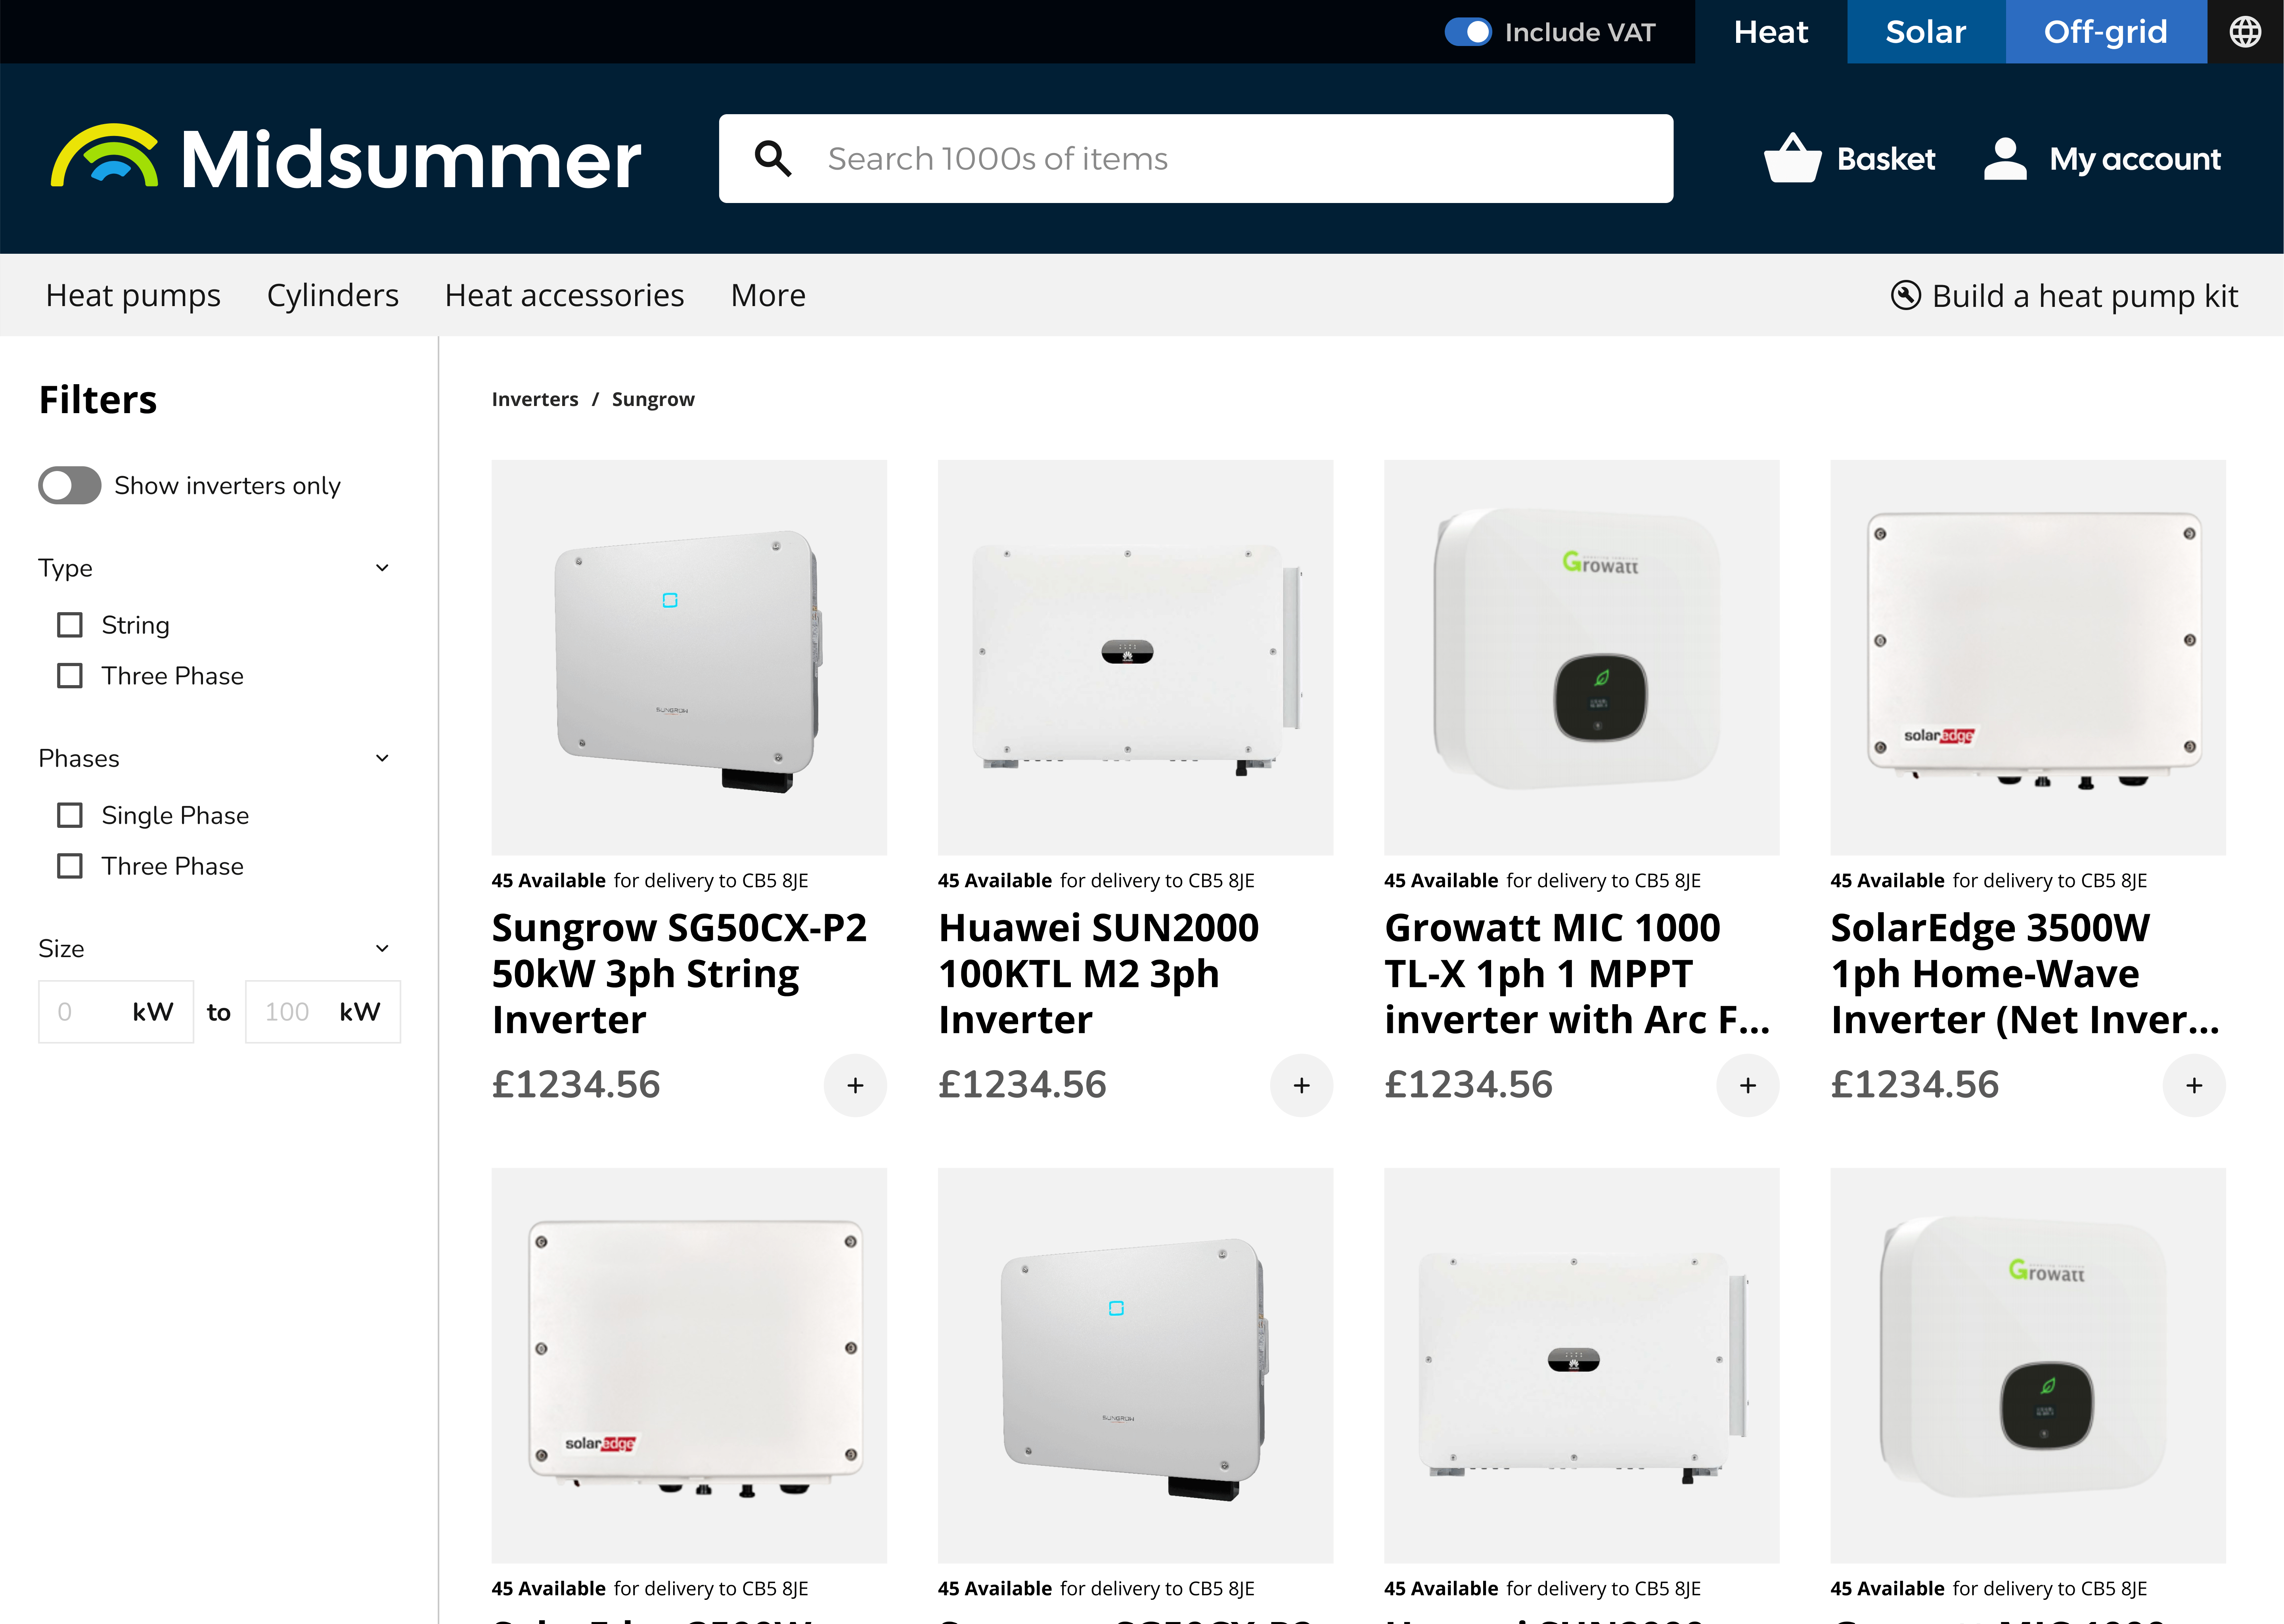 Include VAT
Heat
Solar
Off-grid
Midsummer
Search 1000s of items
Basket
My account
Heat pumps
Cylinders
Heat accessories
More
Build a heat pump kit
Filters
Show inverters only
Type
String
Three Phase
Phases
Single Phase
Three Phase
Size
0 kW to 100 kW
Inverters / Sungrow
SUNGROW
45 Available for delivery to CB5 8JE
Sungrow SG50CX-P2
50kW 3ph String
Inverter
£1234.56
+
45 Available for delivery to CB5 8JE
Huawei SUN2000
100KTL M2 3ph
Inverter
£1234.56
+
Growatt
45 Available for delivery to CB5 8JE
Growatt MIC 1000
TL-X 1ph 1 MPPT
inverter with Arc F...
£1234.56
+
solaredge
45 Available for delivery to CB5 8JE
SolarEdge 3500W
1ph Home-Wave
Inverter (Net Inver...
£1234.56
+
solaredge
45 Available for delivery to CB5 8JE
SUNGROW
45 Available for delivery to CB5 8JE
45 Available for delivery to CB5 8JE
Growatt
45 Available for delivery to CB5 8JE